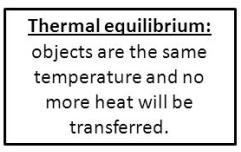 Thermal equilibrium:
objects are the same
temperature and no
more heat will be
transferred.